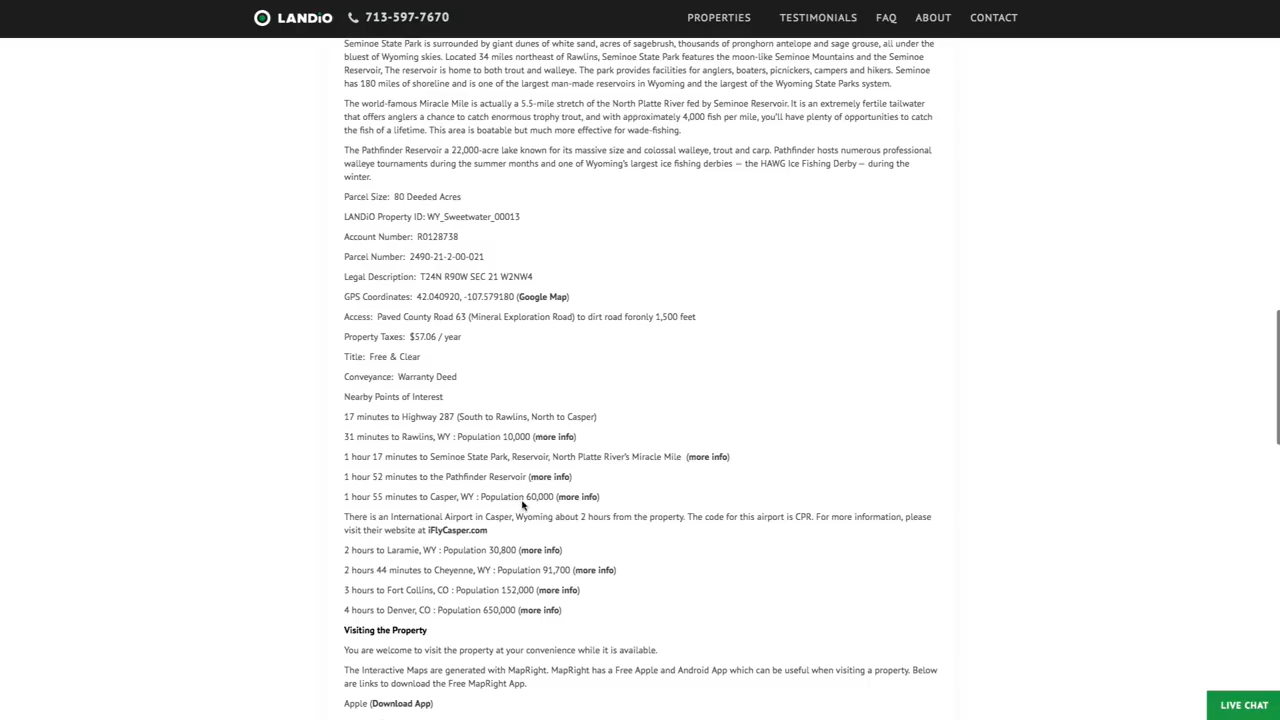 LANDiO 713-597-7670 PROPERTIES TESTIMONIALS FAQ ABOUT CONTACT
Seminoe State Park is surrounded by giant dunes of white sand, acres of sagebrush, thousands of pronghorn antelope and sage grouse, all under the
bluest of Wyoming skies. Located 34 miles northeast of Rawlins, Seminoe State Park features the moon-like Seminoe Mountains and the Seminoe
Reservoir, The reservoir is home to both trout and walleye. The park provides facilities for anglers, boaters, picnickers, campers and hikers. Seminoe
has 180 miles of shoreline and is one of the largest man-made reservoirs in Wyoming and the largest of the Wyoming State Parks system.
The world-famous Miracle Mile is actually a 5.5-mile stretch of the North Platte River fed by Seminoe Reservoir. It is an extremely fertile tailwater
that offers anglers a chance to catch enormous trophy trout, and with approximately 4,000 fish per mile, you'll have plenty of opportunities to catch
the fish of a lifetime. This area is boatable but much more effective for wade-fishing.
The Pathfinder Reservoir a 22,000-acre lake known for its massive size and colossal walleye, trout and carp. Pathfinder hosts numerous professional
walleye tournaments during the summer months and one of Wyoming's largest ice fishing derbies — the HAWG Ice Fishing Derby — during the
winter.
Parcel Size: 80 Deeded Acres
LANDiO Property ID: WY_Sweetwater_00013
Account Number: R0128738
Parcel Number: 2490-21-2-00-021
Legal Description: T24N R90W SEC 21 W2NW4
GPS Coordinates: 42.040920, -107.579180 (Google Map)
Access: Paved County Road 63 (Mineral Exploration Road) to dirt road foronly 1,500 feet
Property Taxes: $57.06 / year
Title: Free & Clear
Conveyance: Warranty Deed
Nearby Points of Interest
17 minutes to Highway 287 (South to Rawlins, North to Casper)
31 minutes to Rawlins, WY : Population 10,000 (more info)
1 hour 17 minutes to Seminoe State Park, Reservoir, North Platte River's Miracle Mile (more info)
1 hour 52 minutes to the Pathfinder Reservoir (more info)
1 hour 55 minutes to Casper, WY : Population 60,000 (more info)
There is an International Airport in Casper, Wyoming about 2 hours from the property. The code for this airport is CPR. For more information, please
visit their website at iFlyCasper.com
2 hours to Laramie, WY : Population 30,800 (more info)
2 hours 44 minutes to Cheyenne, WY : Population 91,700 (more info)
3 hours to Fort Collins, CO : Population 152,000 (more info)
4 hours to Denver, CO : Population 650,000 (more info)
Visiting the Property
You are welcome to visit the property at your convenience while it is available.
The Interactive Maps are generated with MapRight. MapRight has a Free Apple and Android App which can be useful when visiting a property. Below
are links to download the Free MapRight App.
Apple (Download App)
LIVE CHAT